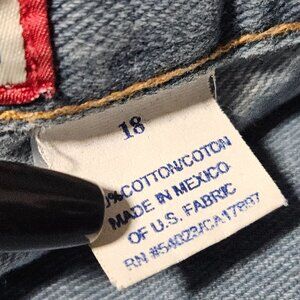 18
% COTTON/COTON
MADE IN MEXICO
OF U.S. FABRIC
RN #54023/CA17897